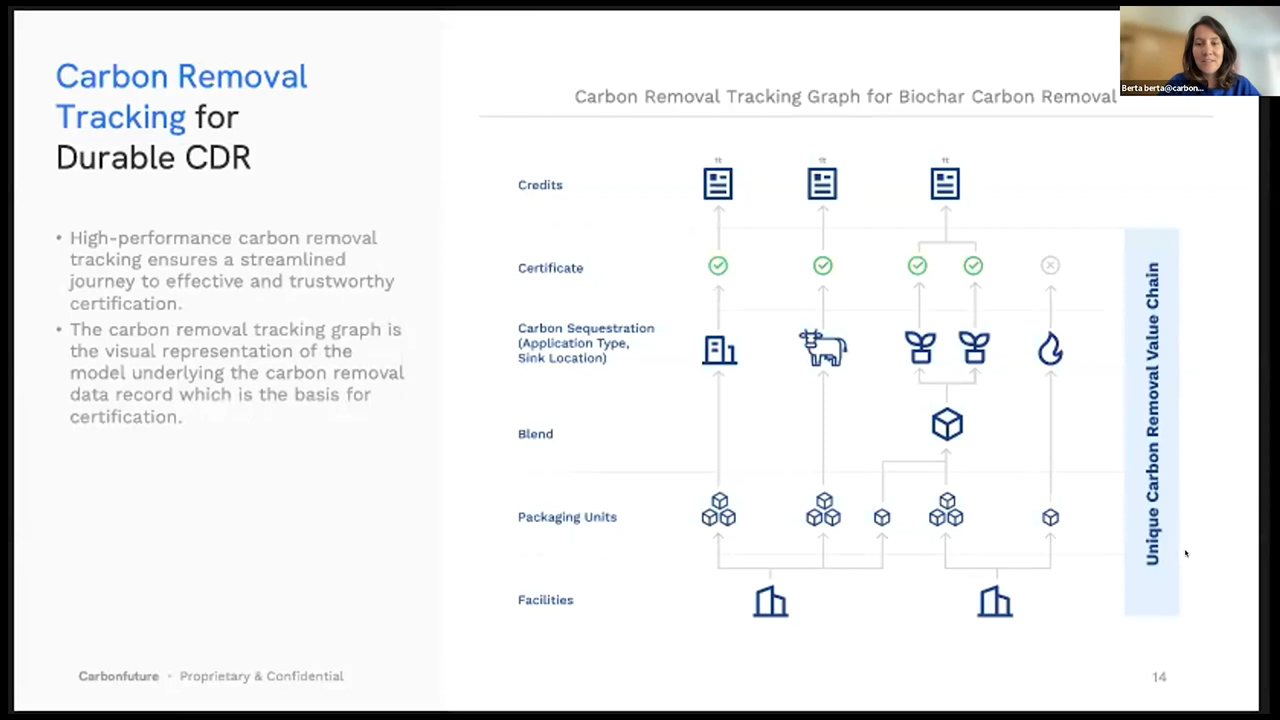 Carbon Removal
Tracking for
Durable CDR
• High-performance carbon removal
tracking ensures a streamlined
journey to effective and trustworthy
certification.
• The carbon removal tracking graph is
the visual representation of the
model underlying the carbon removal
data record which is the basis for
certification.
Carbon Removal Tracking Graph for Biochar Carbon Removal
Berta berta@carbon...
1t 1t 1t
Credits
Certificate
Carbon Sequestration
(Application Type,
Sink Location)
Blend
Packaging Units
Facilities
Unique Carbon Removal Value Chain
Carbonfuture • Proprietary & Confidential
14